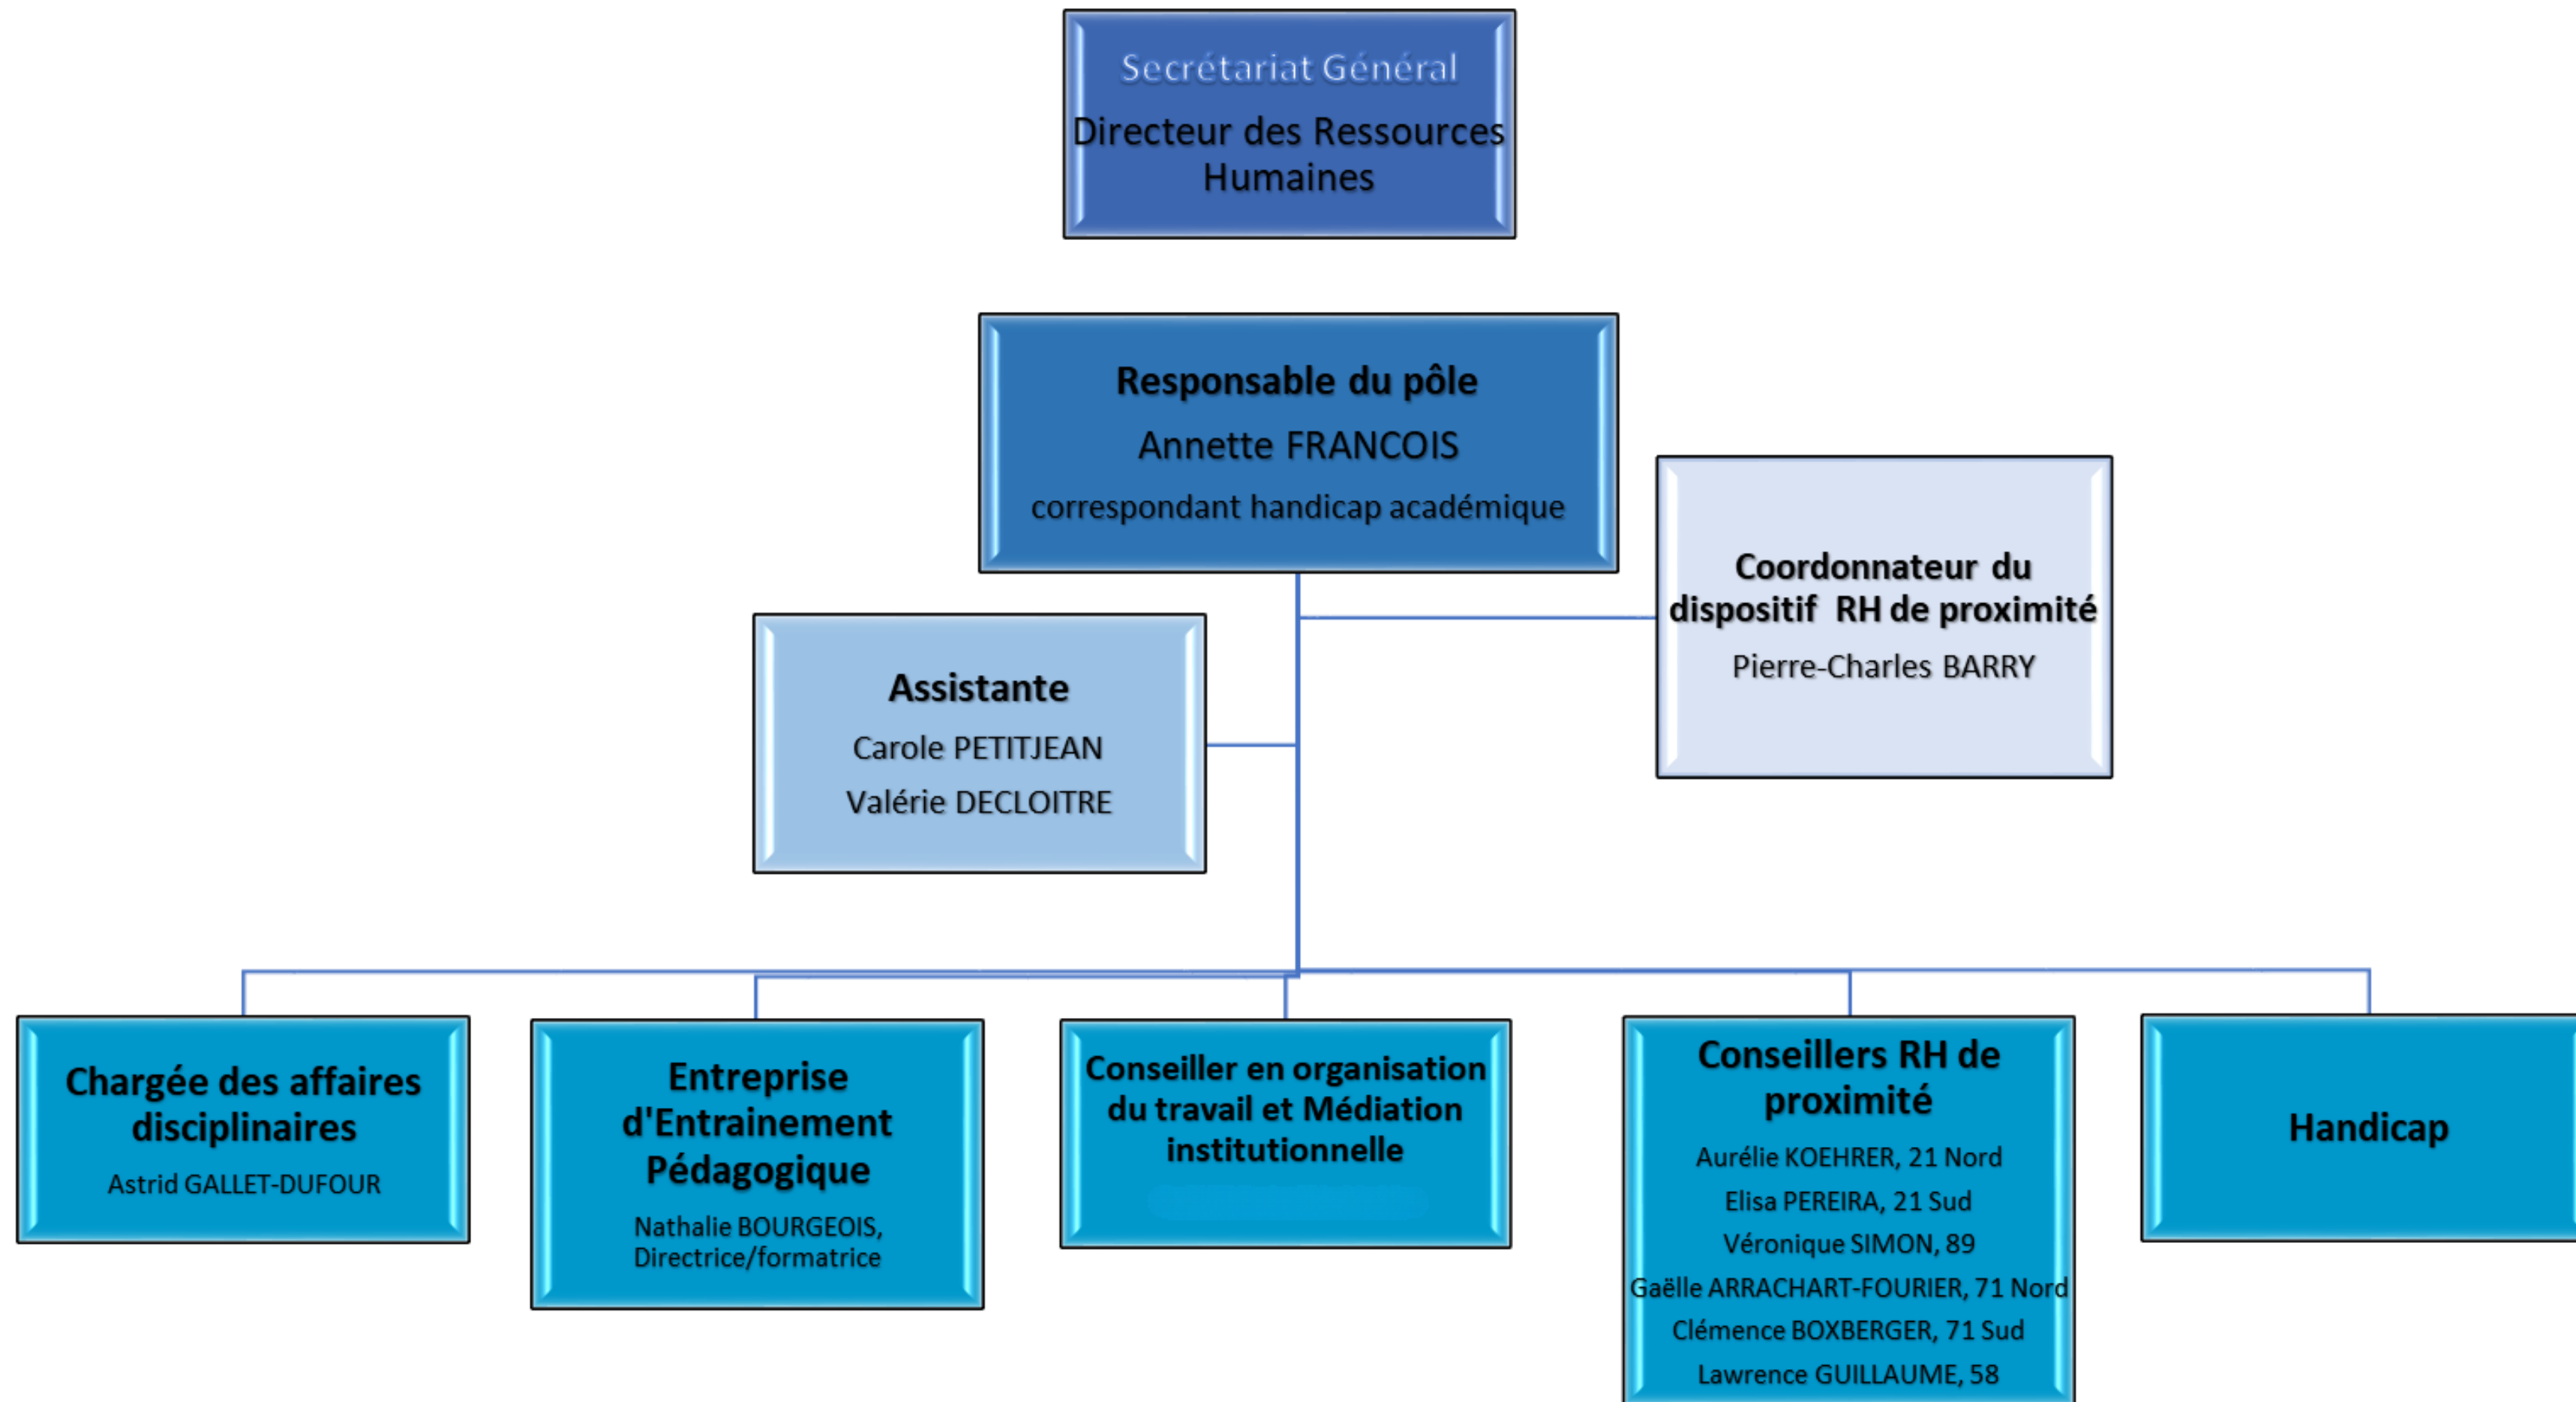 Secrétariat Général
Directeur des Ressources
Humaines
Responsable du pôle
Annette FRANCOIS
correspondant handicap académique
Coordonnateur du
dispositif RH de proximité
Pierre-Charles BARRY
Assistante
Carole PETITJEAN
Valérie DECLOITRE
Chargée des affaires
disciplinaires
Astrid GALLET-DUFOUR
Entreprise
d'Entrainement
Pédagogique
Nathalie BOURGEOIS,
Directrice/formatrice
Conseiller en organisation
du travail et Médiation
institutionnelle
Conseillers RH de
proximité
Aurélie KOEHRER, 21 Nord
Elisa PEREIRA, 21 Sud
Véronique SIMON, 89
Gaëlle ARRACHART-FOURIER, 71 Nord
Clémence BOXBERGER, 71 Sud
Lawrence GUILLAUME, 58
Handicap